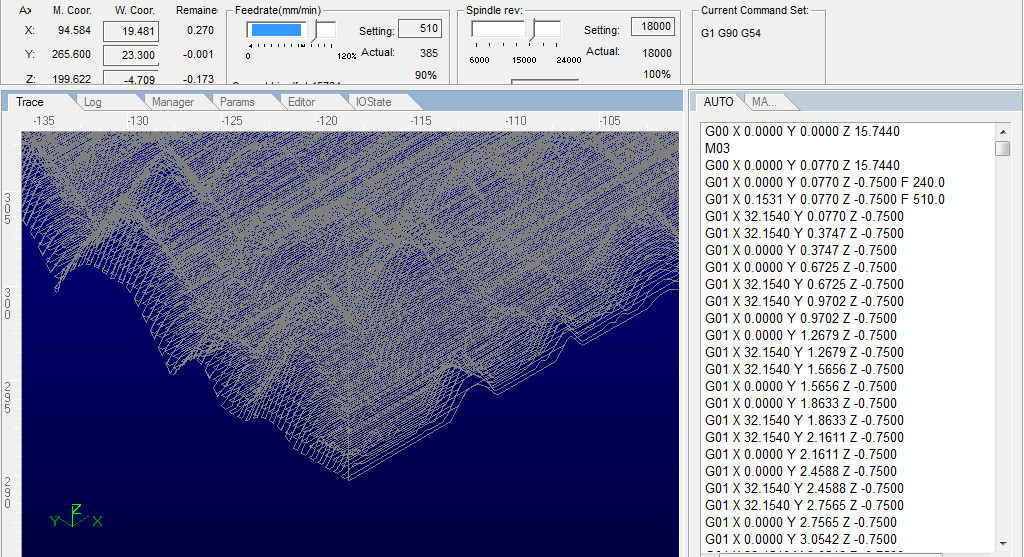 Ax M. Coor. W. Coor. Remaine
X: 94.584 19.481 0.270
Y: 265.600 23.300 -0.001
Z: 199.622 -4.709 -0.173
Feedrate(mm/min)
0 120%
Setting: 510
Actual: 385
90%
Spindle rev:
6000 15000 24000
Setting: 18000
Actual: 18000
100%
Current Command Set:
G1 G90 G54
Trace Log Manager Params Editor IOState
-135 -130 -125 -120 -115 -110 -105
305
300
295
290
Y Z X
AUTO MA...
G00 X 0.0000 Y 0.0000 Z 15.7440
M03
G00 X 0.0000 Y 0.0770 Z 15.7440
G01 X 0.0000 Y 0.0770 Z -0.7500 F 240.0
G01 X 0.1531 Y 0.0770 Z -0.7500 F 510.0
G01 X 32.1540 Y 0.0770 Z -0.7500
G01 X 32.1540 Y 0.3747 Z -0.7500
G01 X 0.0000 Y 0.3747 Z -0.7500
G01 X 0.0000 Y 0.6725 Z -0.7500
G01 X 32.1540 Y 0.6725 Z -0.7500
G01 X 32.1540 Y 0.9702 Z -0.7500
G01 X 0.0000 Y 0.9702 Z -0.7500
G01 X 0.0000 Y 1.2679 Z -0.7500
G01 X 32.1540 Y 1.2679 Z -0.7500
G01 X 32.1540 Y 1.5656 Z -0.7500
G01 X 0.0000 Y 1.5656 Z -0.7500
G01 X 0.0000 Y 1.8633 Z -0.7500
G01 X 32.1540 Y 1.8633 Z -0.7500
G01 X 32.1540 Y 2.1611 Z -0.7500
G01 X 0.0000 Y 2.1611 Z -0.7500
G01 X 0.0000 Y 2.4588 Z -0.7500
G01 X 32.1540 Y 2.4588 Z -0.7500
G01 X 32.1540 Y 2.7565 Z -0.7500
G01 X 0.0000 Y 2.7565 Z -0.7500
G01 X 0.0000 Y 3.0542 Z -0.7500